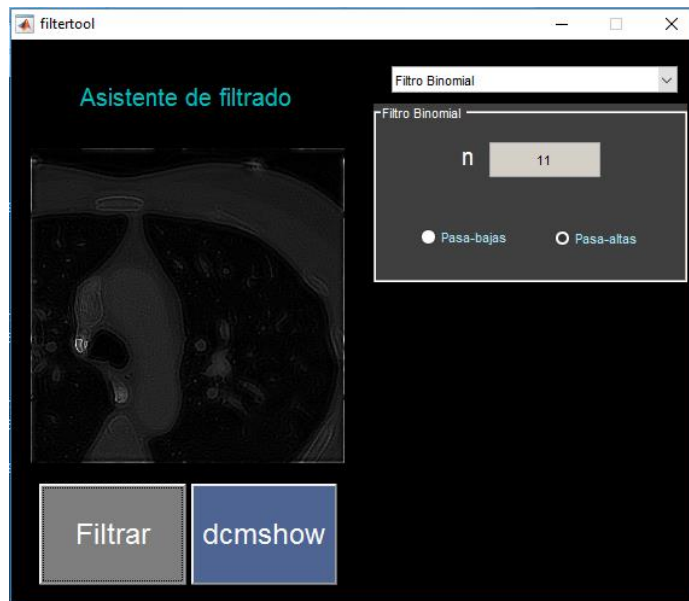 filtertool
Asistente de filtrado
Filtro Binomial
Filtro Binomial
n 11
Pasa-bajas Pasa-altas
Filtrar dcmshow